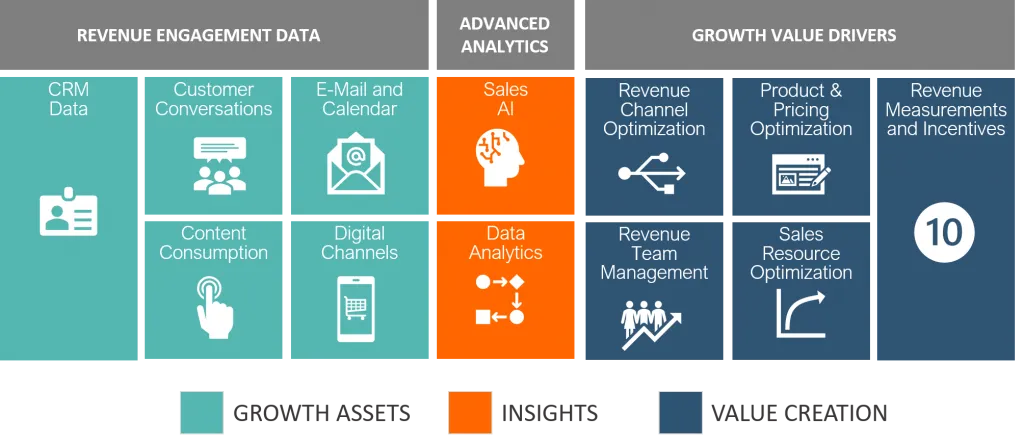 REVENUE ENGAGEMENT DATA
ADVANCED
ANALYTICS
GROWTH VALUE DRIVERS
CRM
Data
Customer
Conversations
E-Mail and
Calendar
@
Content
Consumption
Digital
Channels
Sales
AI
Data
Analytics
Revenue
Channel
Optimization
Product &
Pricing
Optimization
Revenue
Team
Management
Sales
Resource
Optimization
Revenue
Measurements
and Incentives
10
GROWTH ASSETS
INSIGHTS
VALUE CREATION